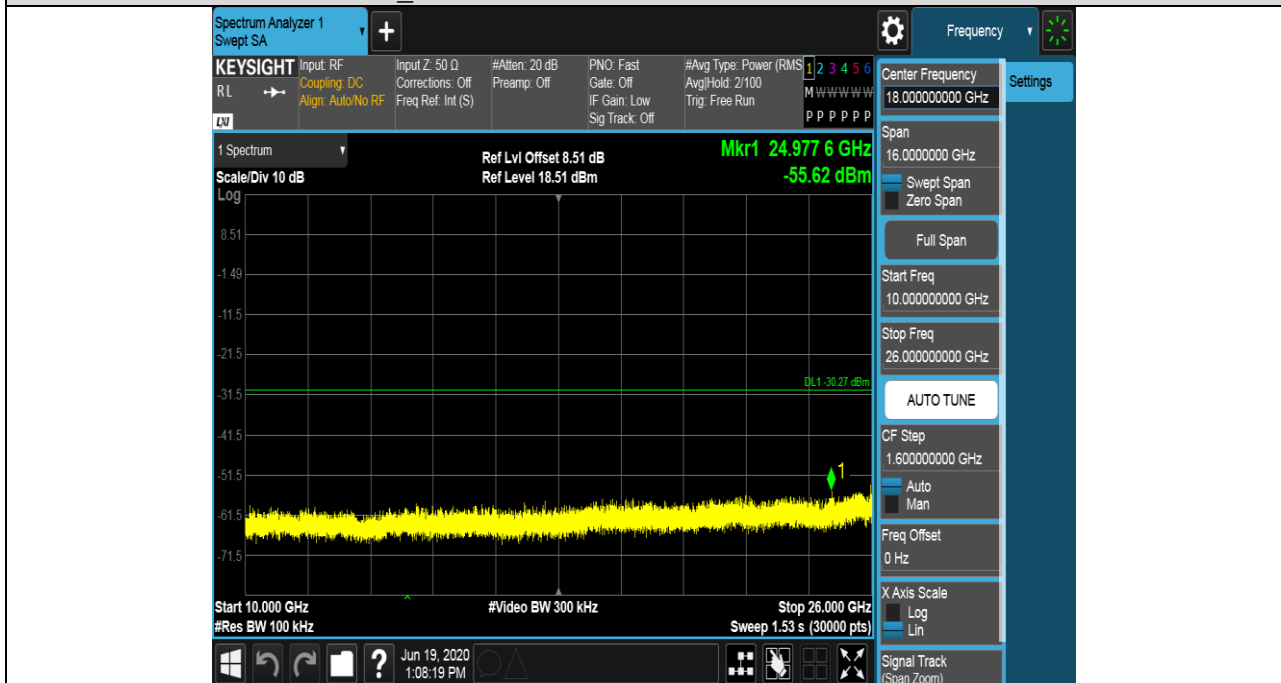 Spectrum Analyzer 1
Swept SA
Frequency
KEYSIGHT
RL
LXI
Input: RF
Coupling: DC
Align: Auto/No RF
Input Z: 50 Ω
Corrections: Off
Freq Ref: Int (S)
#Atten: 20 dB
Preamp: Off
PNO: Fast
Gate: Off
IF Gain: Low
Sig Track: Off
#Avg Type: Power (RMS
Avg|Hold: 2/100
Trig: Free Run
1 2 3 4 5 6
M W W W W W
P P P P P P
1 Spectrum
Scale/Div 10 dB
Ref Lvl Offset 8.51 dB
Ref Level 18.51 dBm
Mkr1 24.977 6 GHz
-55.62 dBm
Log
8.51
-1.49
-11.5
-21.5
-31.5
-41.5
-51.5
-61.5
-71.5
DL1 -30.27 dBm
1
Start 10.000 GHz
#Res BW 100 kHz
#Video BW 300 kHz
Stop 26.000 GHz
Sweep 1.53 s (30000 pts)
?
Jun 19, 2020
1:08:19 PM
Center Frequency
18.000000000 GHz
Span
16.0000000 GHz
Swept Span
Zero Span
Full Span
Start Freq
10.000000000 GHz
Stop Freq
26.000000000 GHz
AUTO TUNE
CF Step
1.600000000 GHz
Auto
Man
Freq Offset
0 Hz
X Axis Scale
Log
Lin
Signal Track
(Span Zoom)
Settings